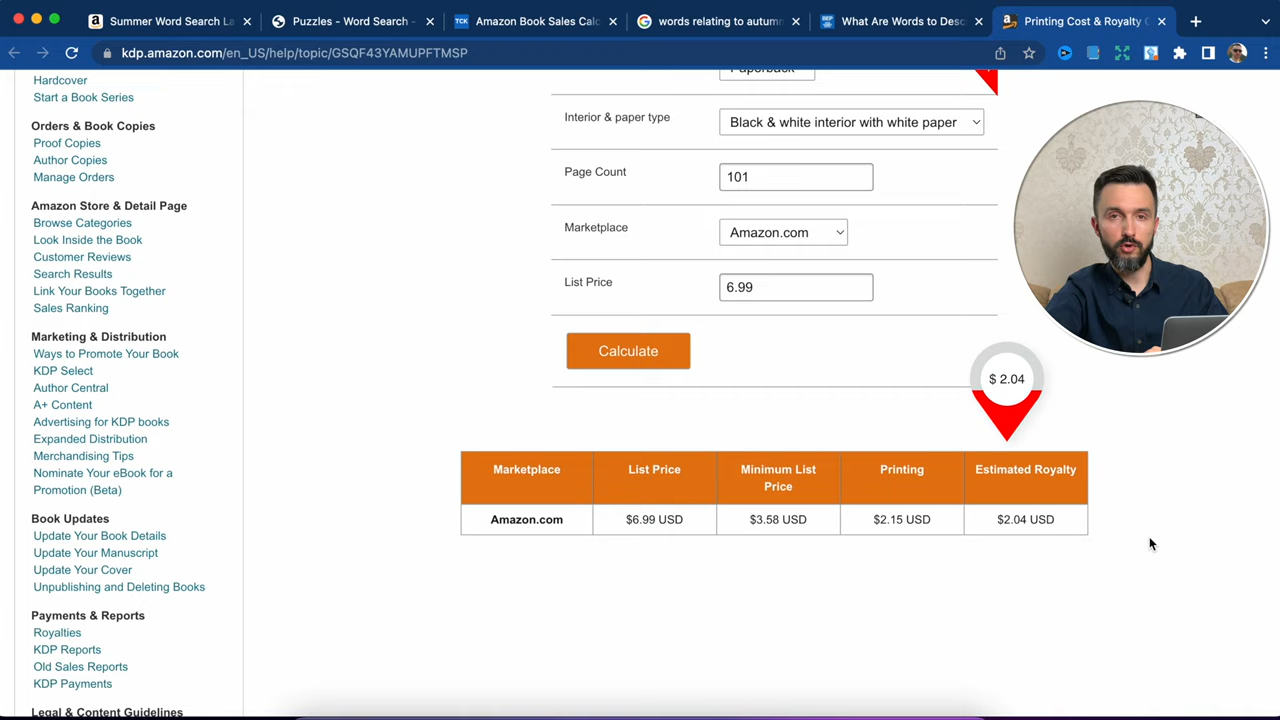 Summer Word Search La
Puzzles - Word Search -
TCK
Amazon Book Sales Calc
words relating to autumn
BEP
What Are Words to Desc
Printing Cost & Royalty C
kdp.amazon.com/en_US/help/topic/GSQF43YAMUPFTMSP
Hardcover
Start a Book Series
Orders & Book Copies
Proof Copies
Author Copies
Manage Orders
Amazon Store & Detail Page
Browse Categories
Look Inside the Book
Customer Reviews
Search Results
Link Your Books Together
Sales Ranking
Marketing & Distribution
Ways to Promote Your Book
KDP Select
Author Central
A+ Content
Advertising for KDP books
Expanded Distribution
Merchandising Tips
Nominate Your eBook for a
Promotion (Beta)
Book Updates
Update Your Book Details
Update Your Manuscript
Update Your Cover
Unpublishing and Deleting Books
Payments & Reports
Royalties
KDP Reports
Old Sales Reports
KDP Payments
Legal & Content Guidelines
Paperback
Interior & paper type
Black & white interior with white paper
Page Count
101
Marketplace
Amazon.com
List Price
6.99
Calculate
$ 2.04
Marketplace
List Price
Minimum List
Price
Printing
Estimated Royalty
Amazon.com
$6.99 USD
$3.58 USD
$2.15 USD
$2.04 USD